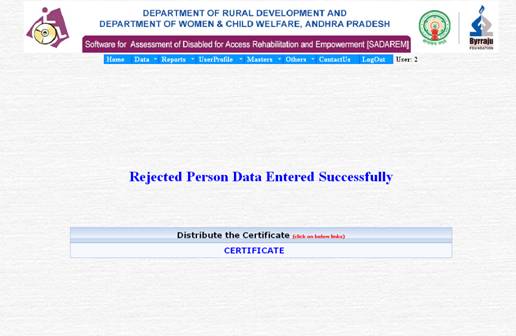 DEPARTMENT OF RURAL DEVELOPMENT AND
DEPARTMENT OF WOMEN & CHILD WELFARE, ANDHRA PRADESH
Software for Assessment of Disabled for Access Rehabilitation and Empowerment [SADAREM]
Byrraju
FOUNDATION
Home Data Reports UserProfile Masters Others ContactUs LogOut User: 2
Rejected Person Data Entered Successfully
Distribute the Certificate (click on below links)
CERTIFICATE